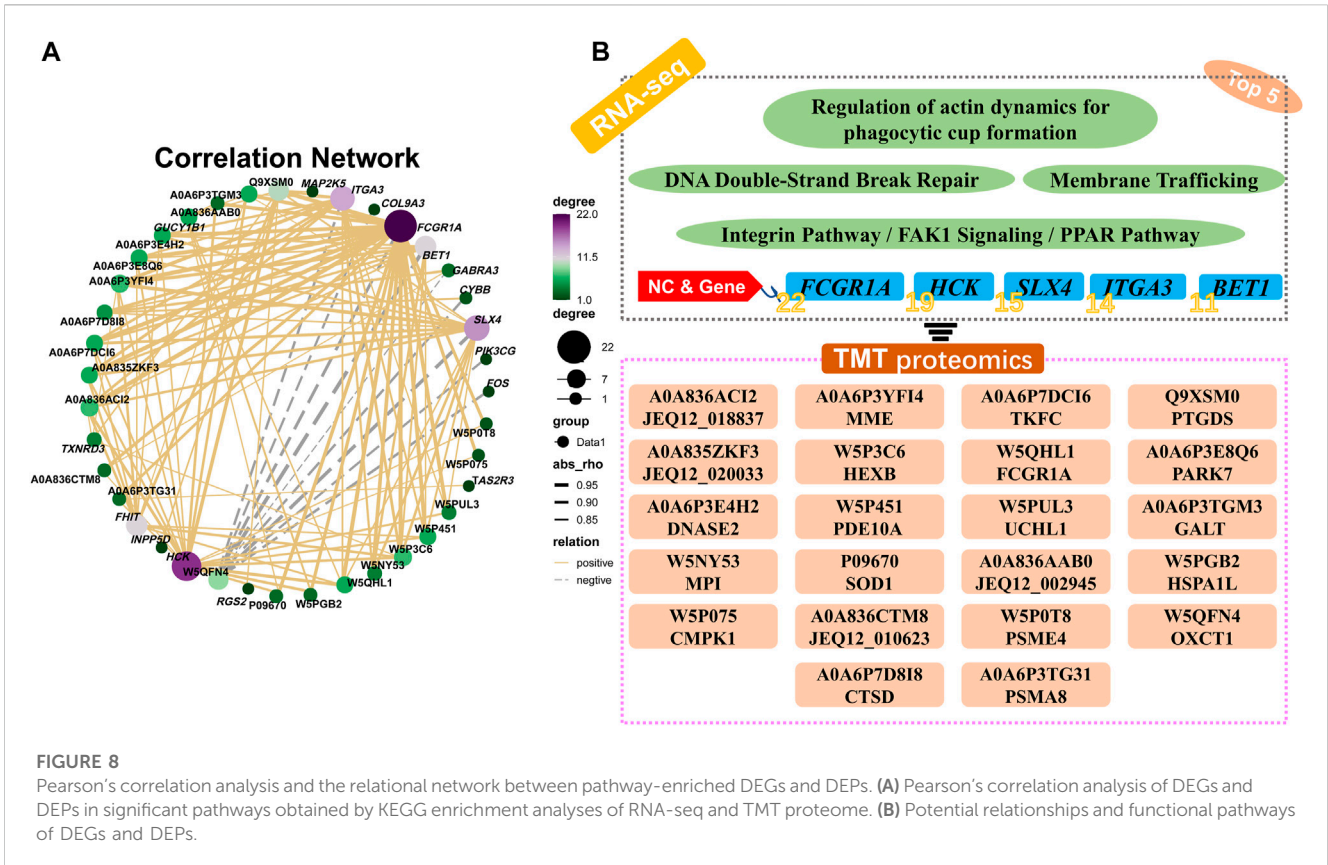 A
Correlation Network
Q9XSM0
MAP2K5
ITGA3
COL9A3
FCGR1A
BET1
GABRA3
CYBB
SLX4
PIK3CG
FOS
W5P0T8
W5P075
TAS2R3
W5PUL3
W5P451
W5P3C6
W5NY53
W5QHL1
W5PGB2
P09670
RGS2
W5QFN4
HCK
INPP5D
FHIT
A0A6P3TG31
A0A836CTM8
TXNRD3
A0A836ACI2
A0A835ZKF3
A0A6P7DCI6
A0A6P7D8I8
A0A6P3YFI4
A0A6P3E8Q6
A0A6P3E4H2
GUCY1B1
A0A836AAB0
A0A6P3TGM3
degree
22.0
11.5
1.0
degree
22
7
1
group
Data1
abs_rho
0.95
0.90
0.85
relation
positive
negtive
B
RNA-seq
Top 5
Regulation of actin dynamics for
phagocytic cup formation
DNA Double-Strand Break Repair
Membrane Trafficking
Integrin Pathway / FAK1 Signaling / PPAR Pathway
NC & Gene
FCGR1A
HCK
SLX4
ITGA3
BET1
22
19
15
14
11
TMT proteomics
A0A836ACI2
JEQ12_018837
A0A6P3YFI4
MME
A0A6P7DCI6
TKFC
Q9XSM0
PTGDS
A0A835ZKF3
JEQ12_020033
W5P3C6
HEXB
W5QHL1
FCGR1A
A0A6P3E8Q6
PARK7
A0A6P3E4H2
DNASE2
W5P451
PDE10A
W5PUL3
UCHL1
A0A6P3TGM3
GALT
W5NY53
MPI
P09670
SOD1
A0A836AAB0
JEQ12_002945
W5PGB2
HSPA1L
W5P075
CMPK1
A0A836CTM8
JEQ12_010623
W5P0T8
PSME4
W5QFN4
OXCT1
A0A6P7D8I8
CTSD
A0A6P3TG31
PSMA8
FIGURE 8
Pearson's correlation analysis and the relational network between pathway-enriched DEGs and DEPs. (A) Pearson's correlation analysis of DEGs and
DEPs in significant pathways obtained by KEGG enrichment analyses of RNA-seq and TMT proteome. (B) Potential relationships and functional pathways
of DEGs and DEPs.